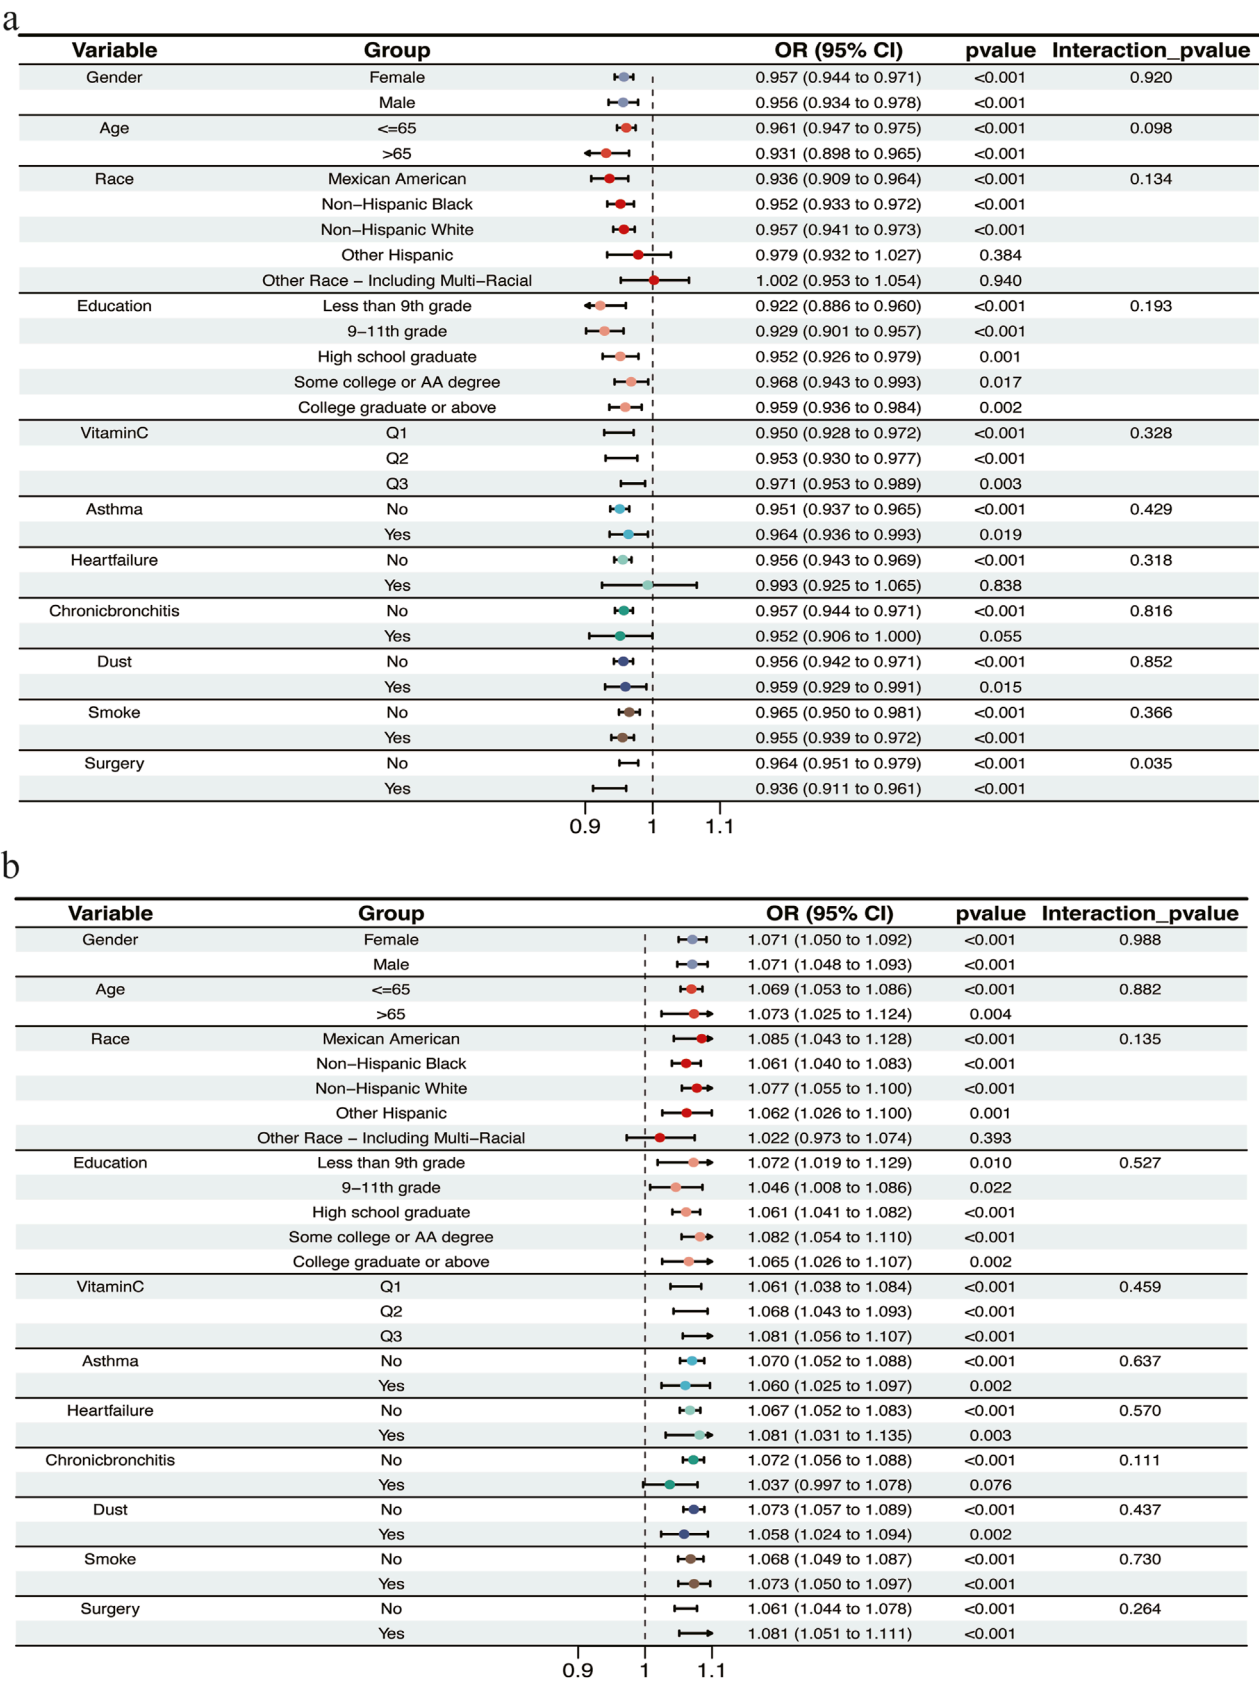 a
Variable Group OR (95% CI) pvalue Interaction_pvalue
Gender Female 0.957 (0.944 to 0.971) <0.001 0.920
Male 0.956 (0.934 to 0.978) <0.001
Age <=65 0.961 (0.947 to 0.975) <0.001 0.098
>65 0.931 (0.898 to 0.965) <0.001
Race Mexican American 0.936 (0.909 to 0.964) <0.001 0.134
Non−Hispanic Black 0.952 (0.933 to 0.972) <0.001
Non−Hispanic White 0.957 (0.941 to 0.973) <0.001
Other Hispanic 0.979 (0.932 to 1.027) 0.384
Other Race − Including Multi−Racial 1.002 (0.953 to 1.054) 0.940
Education Less than 9th grade 0.922 (0.886 to 0.960) <0.001 0.193
9−11th grade 0.929 (0.901 to 0.957) <0.001
High school graduate 0.952 (0.926 to 0.979) 0.001
Some college or AA degree 0.968 (0.943 to 0.993) 0.017
College graduate or above 0.959 (0.936 to 0.984) 0.002
VitaminC Q1 0.950 (0.928 to 0.972) <0.001 0.328
Q2 0.953 (0.930 to 0.977) <0.001
Q3 0.971 (0.953 to 0.989) 0.003
Asthma No 0.951 (0.937 to 0.965) <0.001 0.429
Yes 0.964 (0.936 to 0.993) 0.019
Heartfailure No 0.956 (0.943 to 0.969) <0.001 0.318
Yes 0.993 (0.925 to 1.065) 0.838
Chronicbronchitis No 0.957 (0.944 to 0.971) <0.001 0.816
Yes 0.952 (0.906 to 1.000) 0.055
Dust No 0.956 (0.942 to 0.971) <0.001 0.852
Yes 0.959 (0.929 to 0.991) 0.015
Smoke No 0.965 (0.950 to 0.981) <0.001 0.366
Yes 0.955 (0.939 to 0.972) <0.001
Surgery No 0.964 (0.951 to 0.979) <0.001 0.035
Yes 0.936 (0.911 to 0.961) <0.001
0.9 1 1.1
b
Variable Group OR (95% CI) pvalue Interaction_pvalue
Gender Female 1.071 (1.050 to 1.092) <0.001 0.988
Male 1.071 (1.048 to 1.093) <0.001
Age <=65 1.069 (1.053 to 1.086) <0.001 0.882
>65 1.073 (1.025 to 1.124) 0.004
Race Mexican American 1.085 (1.043 to 1.128) <0.001 0.135
Non−Hispanic Black 1.061 (1.040 to 1.083) <0.001
Non−Hispanic White 1.077 (1.055 to 1.100) <0.001
Other Hispanic 1.062 (1.026 to 1.100) 0.001
Other Race − Including Multi−Racial 1.022 (0.973 to 1.074) 0.393
Education Less than 9th grade 1.072 (1.019 to 1.129) 0.010 0.527
9−11th grade 1.046 (1.008 to 1.086) 0.022
High school graduate 1.061 (1.041 to 1.082) <0.001
Some college or AA degree 1.082 (1.054 to 1.110) <0.001
College graduate or above 1.065 (1.026 to 1.107) 0.002
VitaminC Q1 1.061 (1.038 to 1.084) <0.001 0.459
Q2 1.068 (1.043 to 1.093) <0.001
Q3 1.081 (1.056 to 1.107) <0.001
Asthma No 1.070 (1.052 to 1.088) <0.001 0.637
Yes 1.060 (1.025 to 1.097) 0.002
Heartfailure No 1.067 (1.052 to 1.083) <0.001 0.570
Yes 1.081 (1.031 to 1.135) 0.003
Chronicbronchitis No 1.072 (1.056 to 1.088) <0.001 0.111
Yes 1.037 (0.997 to 1.078) 0.076
Dust No 1.073 (1.057 to 1.089) <0.001 0.437
Yes 1.058 (1.024 to 1.094) 0.002
Smoke No 1.068 (1.049 to 1.087) <0.001 0.730
Yes 1.073 (1.050 to 1.097) <0.001
Surgery No 1.061 (1.044 to 1.078) <0.001 0.264
Yes 1.081 (1.051 to 1.111) <0.001
0.9 1 1.1